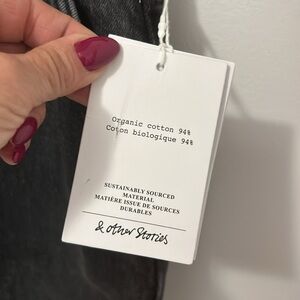 Organic cotton 94%
Coton biologique 94%
SUSTAINABLY SOURCED
MATERIAL
MATIÈRE ISSUE DE SOURCES
DURABLES
& other Stories